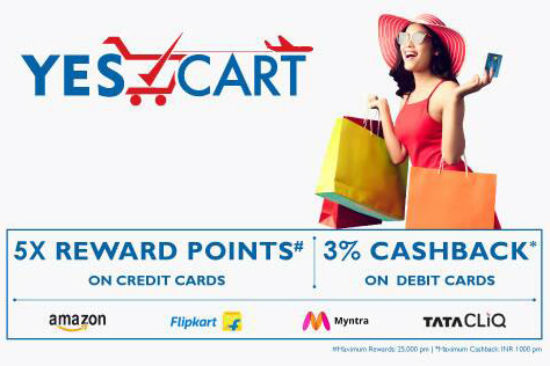 YES CART
5X REWARD POINTS# 3% CASHBACK*
ON CREDIT CARDS ON DEBIT CARDS
amazon Flipkart Myntra TATA CLiQ
#Maximum Rewards: 25,000 pm | *Maximum Cashback: INR 1000 pm